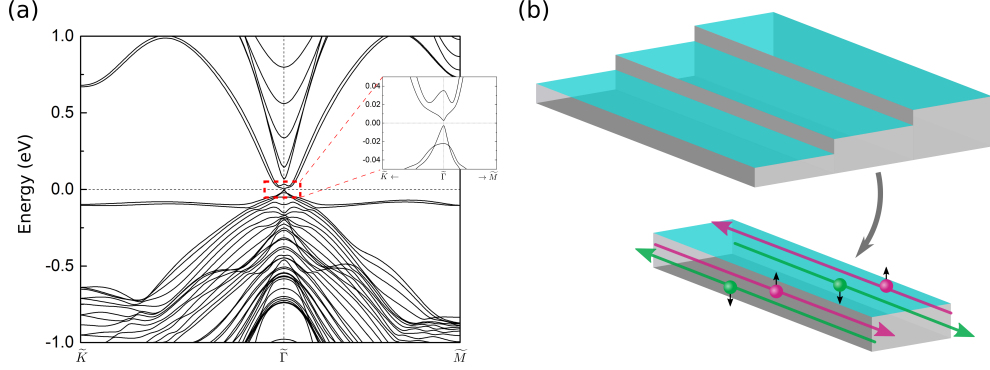 (a)
(b)
1.0
0.5
0.0
-0.5
-1.0
Energy (eV)
K̃
Γ̃
M̃
0.04
0.02
0.00
-0.02
-0.04
K̃ ←
Γ̃
→ M̃